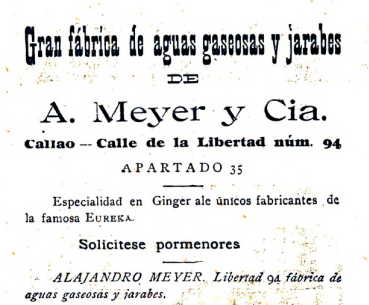 Gran fábrica de aguas gaseosas y jarabes
DE
A. Meyer y Cia.
Callao — Calle de la Libertad núm. 94
APARTADO 35
Especialidad en Ginger ale únicos fabricantes de
la famosa EUREKA.
Solicitese pormenores
ALAJANDRO MEYER. Libertad 94 fábrica de
aguas gaseosas y jarabes.